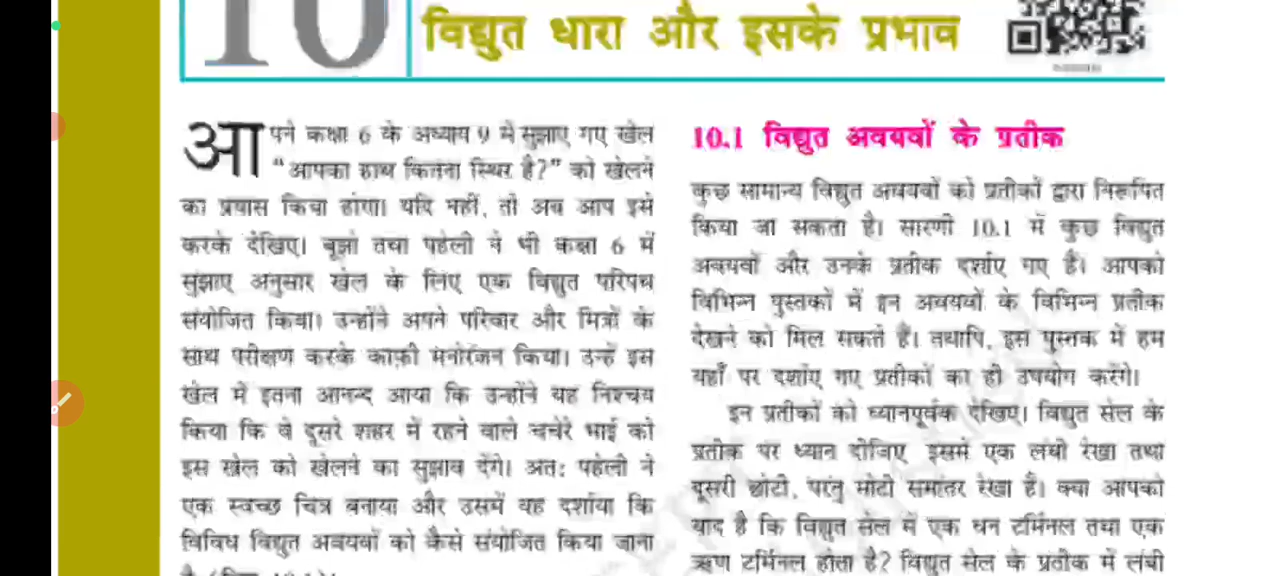 10
विद्युत धारा और इसके प्रभाव
आपने कक्षा 6 के अध्याय 9 में सुझाए गए खेल
“आपका हाथ कितना स्थिर है?” को खेलने
का प्रयास किया होगा। यदि नहीं, तो अब आप इसे
करके देखिए। बूझो तथा पहेली ने भी कक्षा 6 में
सुझाए अनुसार खेल के लिए एक विद्युत परिपथ
संयोजित किया। उन्होंने अपने परिवार और मित्रों के
साथ परीक्षण करके काफ़ी मनोरंजन किया। उन्हें इस
खेल में इतना आनन्द आया कि उन्होंने यह निश्चय
किया कि वे दूसरे शहर में रहने वाले चचेरे भाई को
इस खेल को खेलने का सुझाव देंगे। अतः पहेली ने
एक स्वच्छ चित्र बनाया और उसमें यह दर्शाया कि
विविध विद्युत अवयवों को कैसे संयोजित किया जाना
10.1 विद्युत अवयवों के प्रतीक
कुछ सामान्य विद्युत अवयवों को प्रतीकों द्वारा निरूपित
किया जा सकता है। सारणी 10.1 में कुछ विद्युत
अवयवों और उनके प्रतीक दर्शाए गए हैं। आपको
विभिन्न पुस्तकों में इन अवयवों के विभिन्न प्रतीक
देखने को मिल सकते हैं। तथापि, इस पुस्तक में हम
यहाँ पर दर्शाए गए प्रतीकों का ही उपयोग करेंगे।
इन प्रतीकों को ध्यानपूर्वक देखिए। विद्युत सेल के
प्रतीक पर ध्यान दीजिए इसमें एक लंबी रेखा तथा
दूसरी छोटी, परंतु मोटी समांतर रेखा है। क्या आपको
याद है कि विद्युत सेल में एक धन टर्मिनल तथा एक
ऋण टर्मिनल होता है? विद्युत सेल के प्रतीक में लंबी